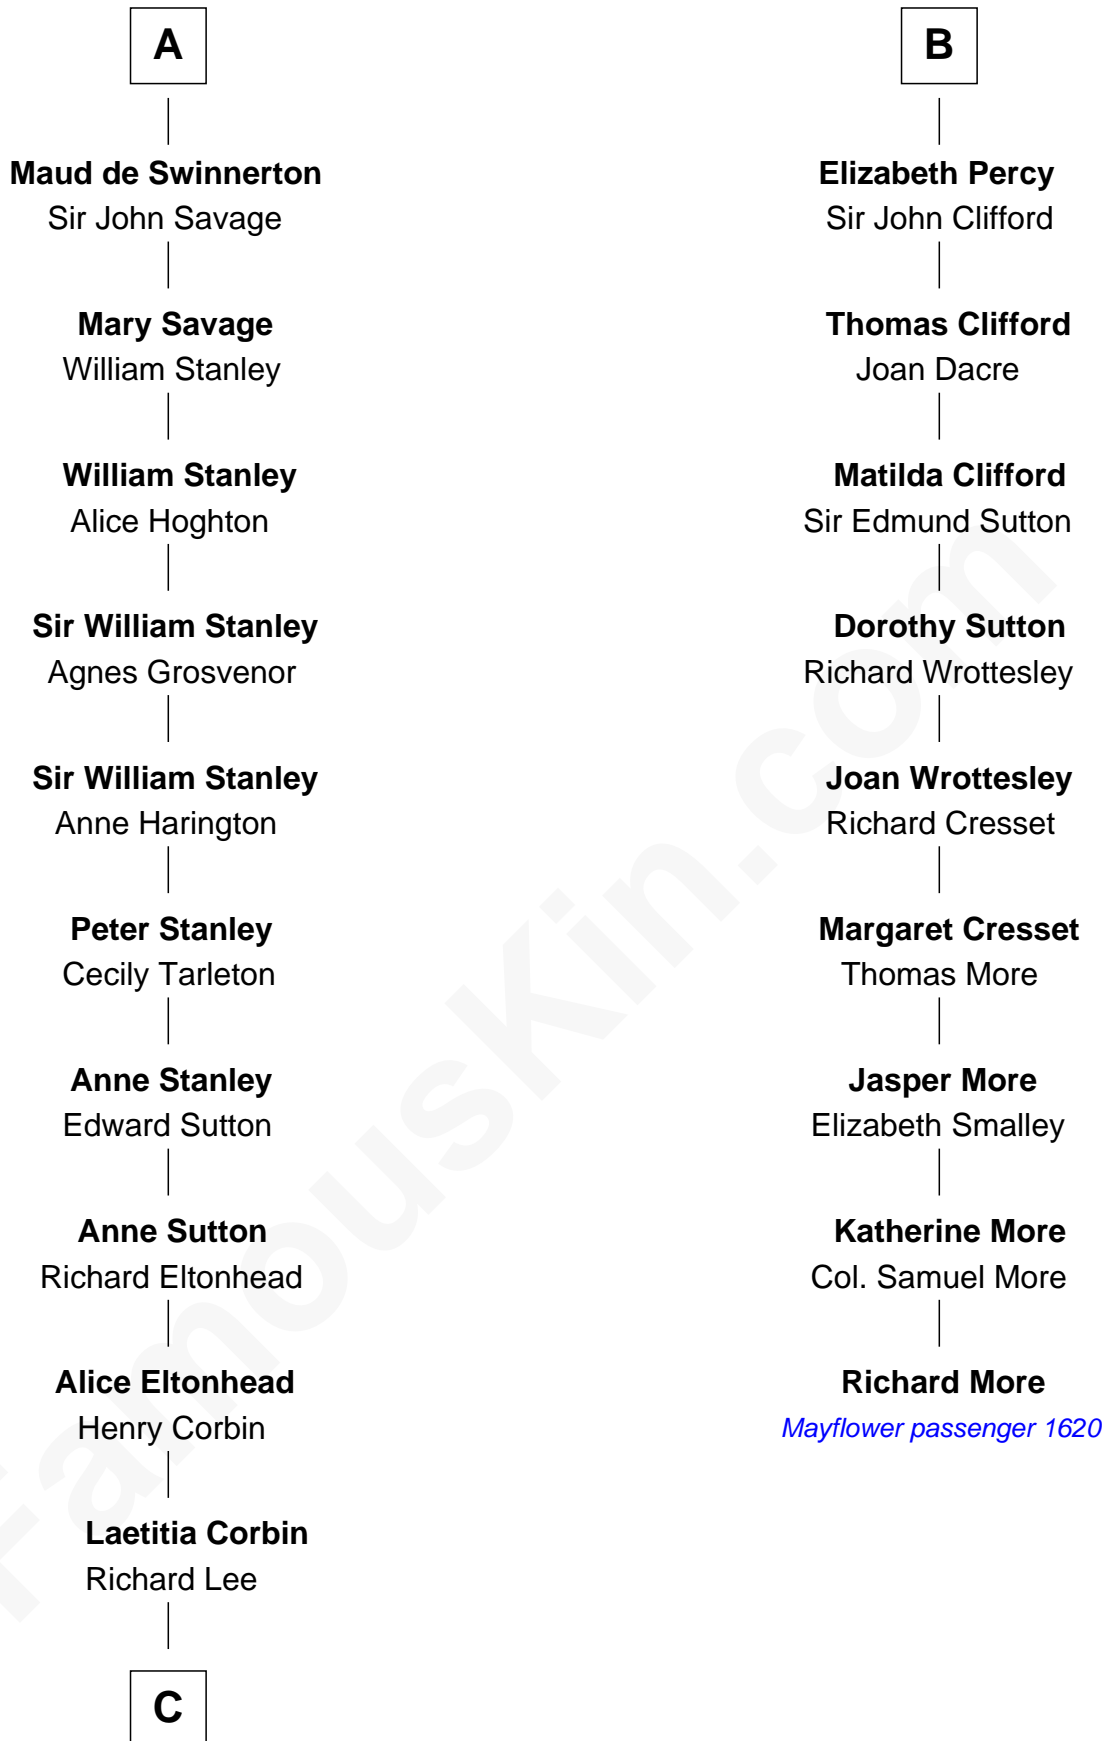 A
Maud de Swinnerton
Sir John Savage
Mary Savage
William Stanley
William Stanley
Alice Hoghton
Sir William Stanley
Agnes Grosvenor
Sir William Stanley
Anne Harington
Peter Stanley
Cecily Tarleton
Anne Stanley
Edward Sutton
Anne Sutton
Richard Eltonhead
Alice Eltonhead
Henry Corbin
Laetitia Corbin
Richard Lee
C
B
Elizabeth Percy
Sir John Clifford
Thomas Clifford
Joan Dacre
Matilda Clifford
Sir Edmund Sutton
Dorothy Sutton
Richard Wrottesley
Joan Wrottesley
Richard Cresset
Margaret Cresset
Thomas More
Jasper More
Elizabeth Smalley
Katherine More
Col. Samuel More
Richard More
Mayflower passenger 1620
FamousKin.com